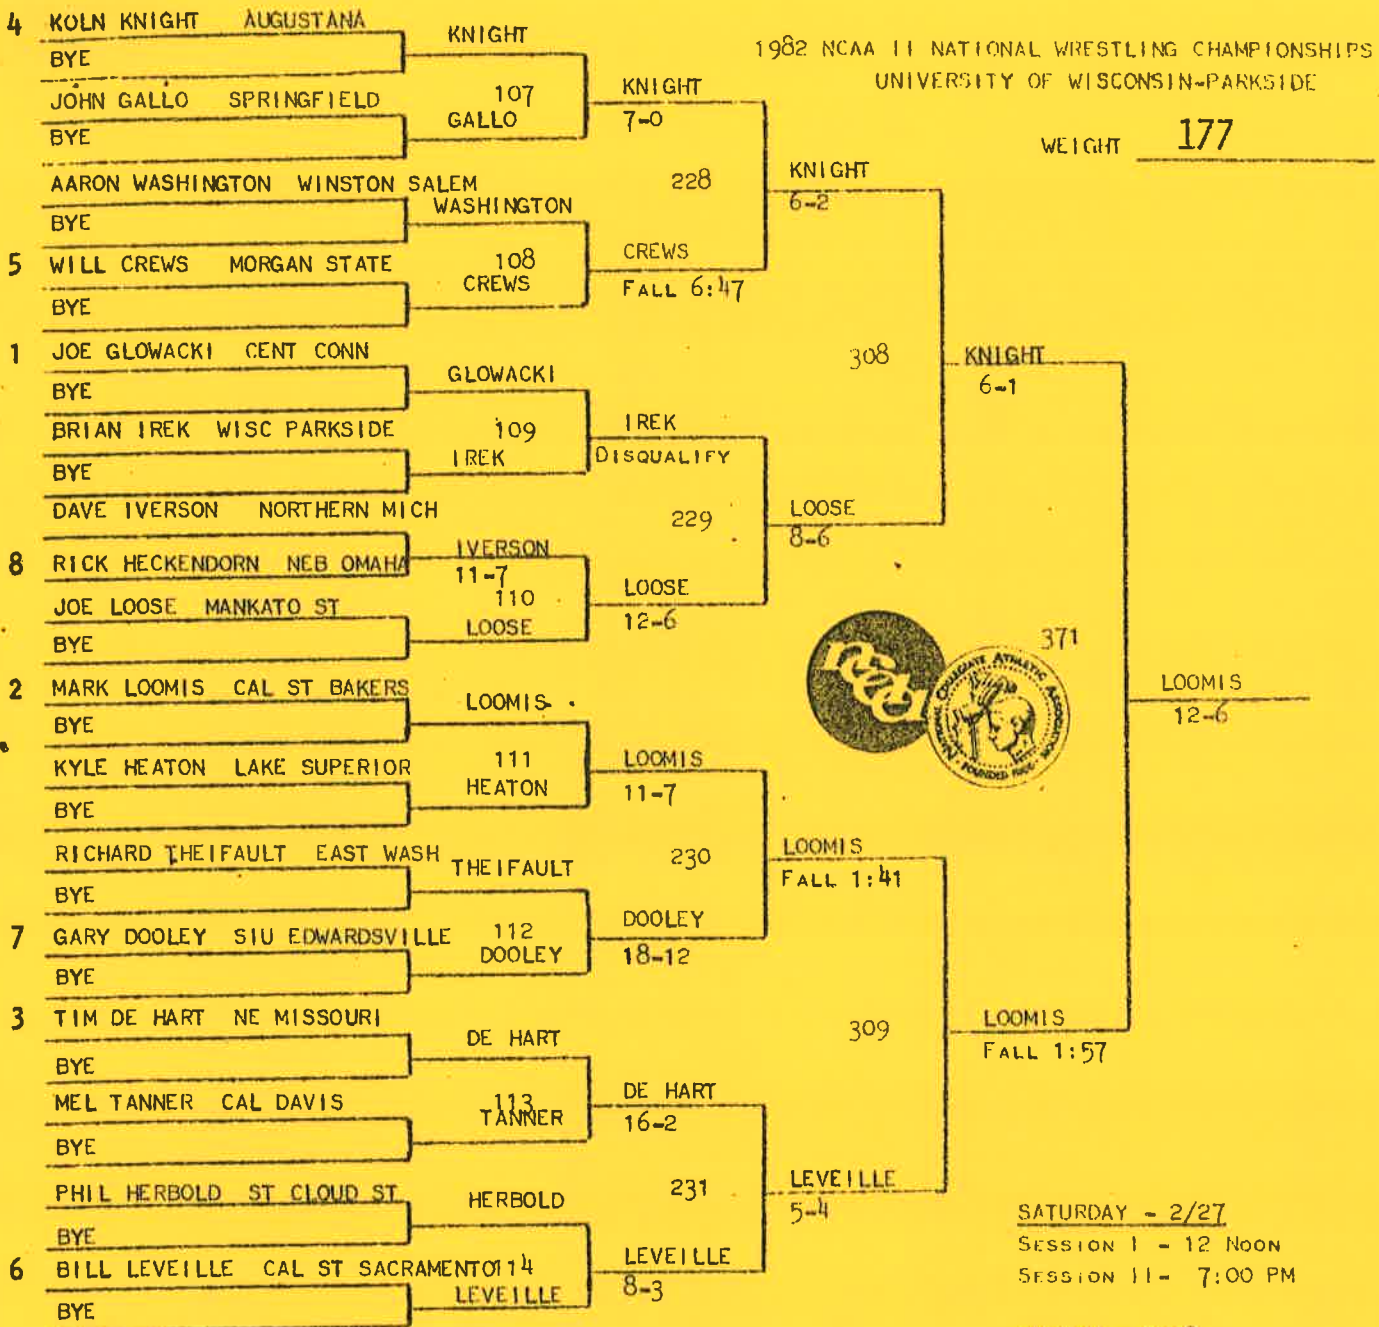 1982 NCAA II NATIONAL WRESTLING CHAMPIONSHIPS
UNIVERSITY OF WISCONSIN-PARKSIDE
WEIGHT 177
4 KOLN KNIGHT AUGUSTANA
BYE
KNIGHT
JOHN GALLO SPRINGFIELD
BYE
107
GALLO
KNIGHT
7-0
AARON WASHINGTON WINSTON SALEM
BYE
WASHINGTON
5 WILL CREWS MORGAN STATE
BYE
108
CREWS
CREWS
FALL 6:47
228
KNIGHT
6-2
1 JOE GLOWACKI CENT CONN
BYE
GLOWACKI
BRIAN IREK WISC PARKSIDE
BYE
109
IREK
IREK
DISQUALIFY
DAVE IVERSON NORTHERN MICH
8 RICK HECKENDORN NEB OMAHA
IVERSON
11-7
110
JOE LOOSE MANKATO ST
BYE
LOOSE
LOOSE
12-6
229
LOOSE
8-6
308
KNIGHT
6-1
2 MARK LOOMIS CAL ST BAKERS
BYE
LOOMIS
KYLE HEATON LAKE SUPERIOR
BYE
111
HEATON
LOOMIS
11-7
RICHARD THEIFAULT EAST WASH
BYE
THEIFAULT
7 GARY DOOLEY SIU EDWARDSVILLE
BYE
112
DOOLEY
DOOLEY
18-12
230
LOOMIS
FALL 1:41
3 TIM DE HART NE MISSOURI
BYE
DE HART
MEL TANNER CAL DAVIS
BYE
113
TANNER
DE HART
16-2
PHIL HERBOLD ST CLOUD ST
BYE
HERBOLD
6 BILL LEVEILLE CAL ST SACRAMENTO 114
BYE
LEVEILLE
LEVEILLE
8-3
231
LEVEILLE
5-4
309
LOOMIS
FALL 1:57
371
LOOMIS
12-6
ncaa
NATIONAL COLLEGIATE ATHLETIC ASSOCIATION
SATURDAY - 2/27
SESSION I - 12 NOON
SESSION II - 7:00 PM